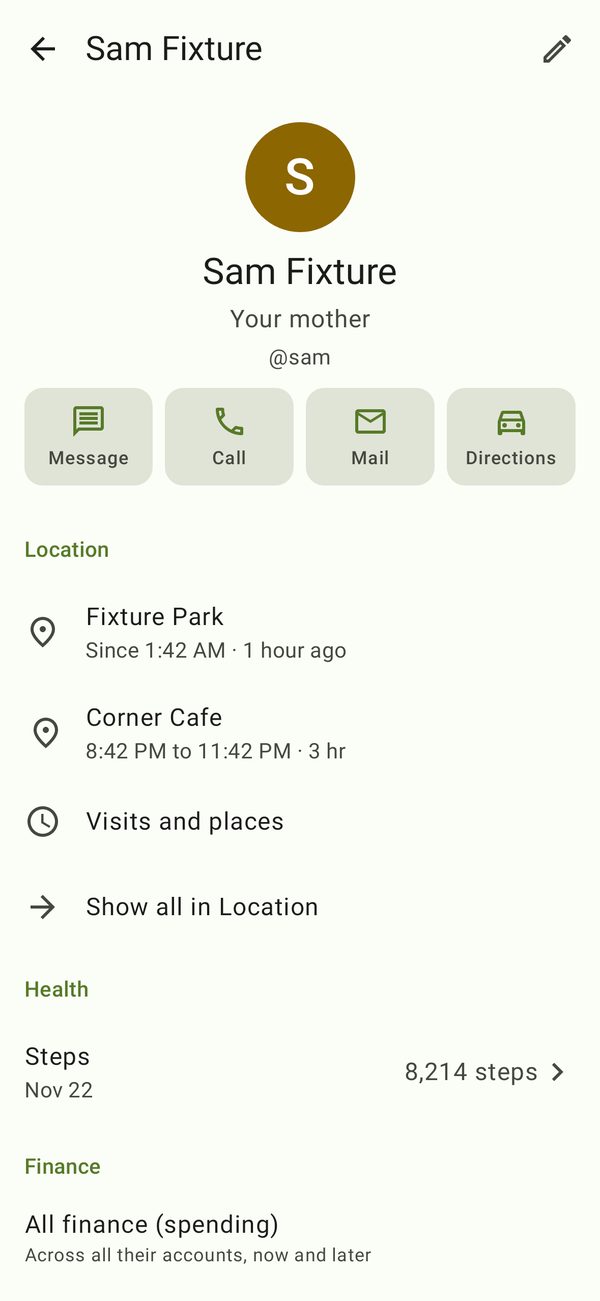 Sam Fixture
S
Sam Fixture
Your mother
@sam
Message Call Mail Directions
Location
Fixture Park
Since 1:42 AM · 1 hour ago
Corner Cafe
8:42 PM to 11:42 PM · 3 hr
Visits and places
Show all in Location
Health
Steps
8,214 steps
Nov 22
Finance
All finance (spending)
Across all their accounts, now and later